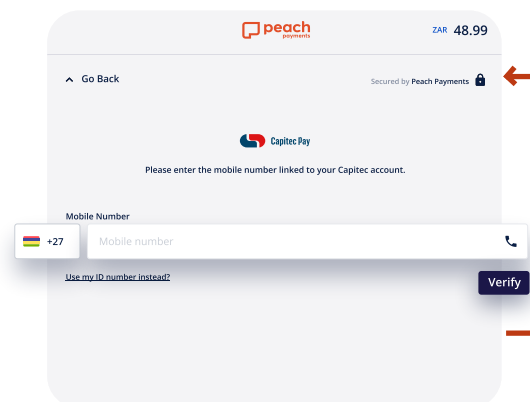 peach
payments
ZAR 48.99
Go Back
Secured by Peach Payments
Capitec Pay
Please enter the mobile number linked to your Capitec account.
Mobile Number
+27
Mobile number
Use my ID number instead?
Verify